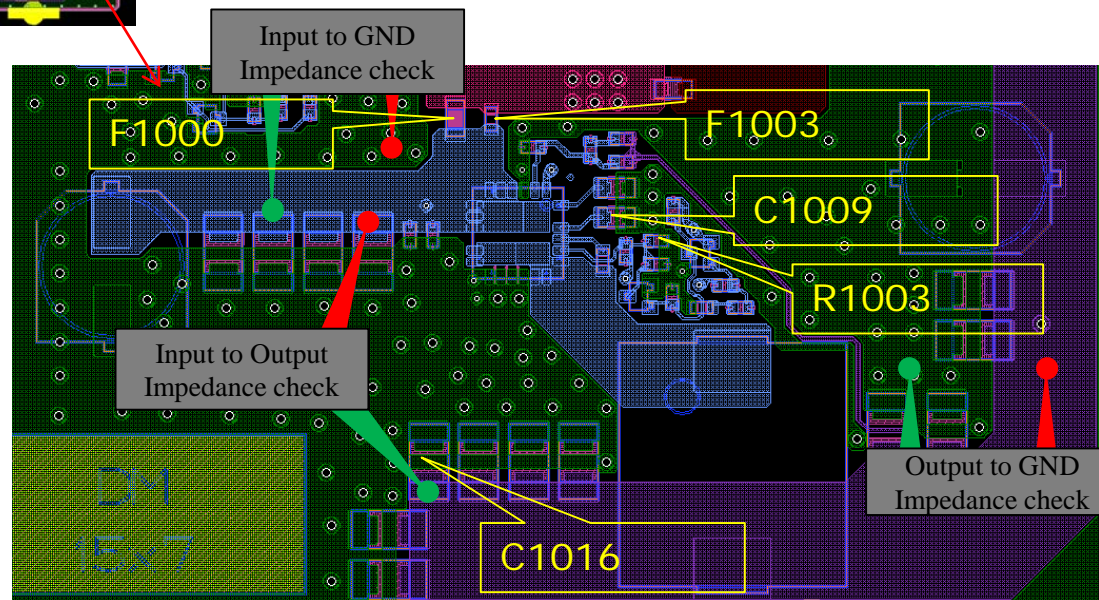 Input to GND
Impedance check
F1000
F1003
C1009
R1003
Input to Output
Impedance check
Output to GND
Impedance check
C1016